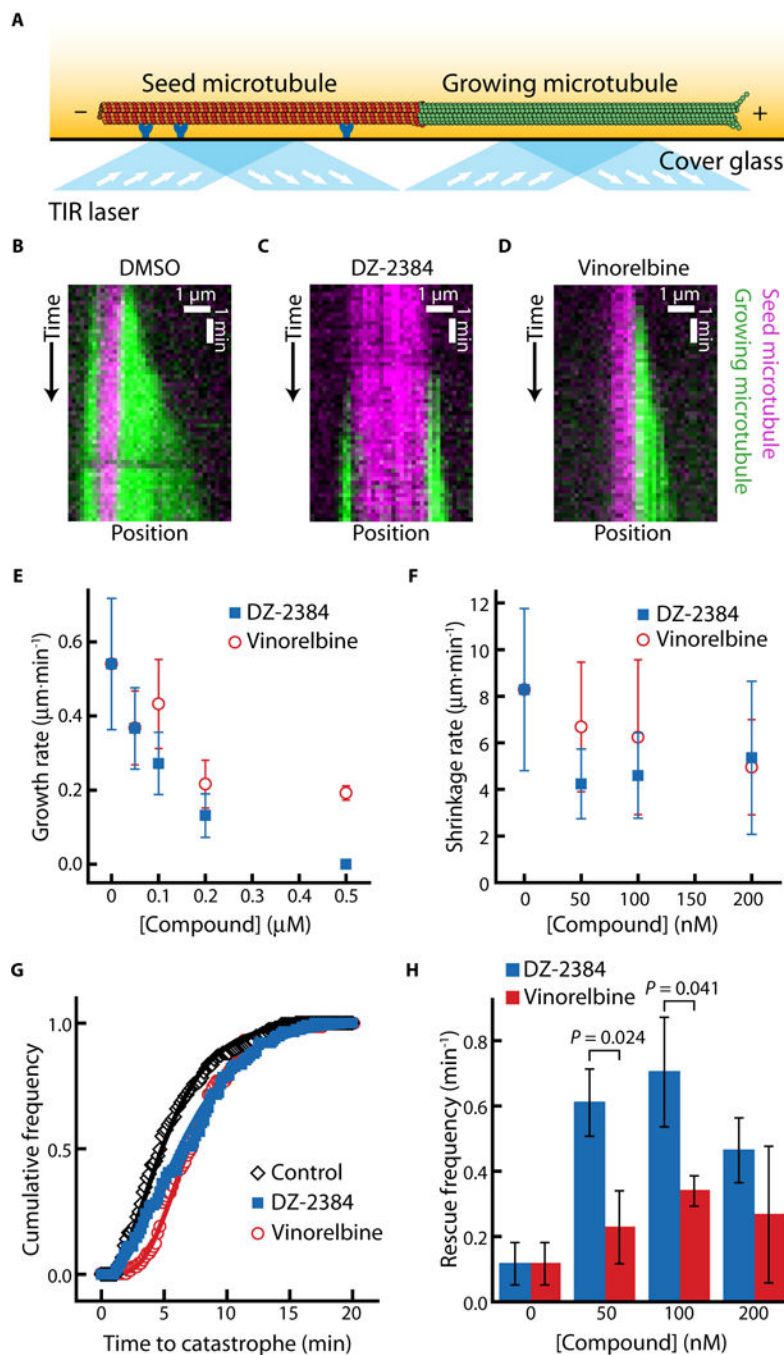 A
Seed microtubule
Growing microtubule
−
+
Cover glass
TIR laser
B
C
D
DMSO
DZ-2384
Vinorelbine
Time
1 µm
1 min
Time
1 µm
1 min
Time
1 µm
1 min
Seed microtubule
Growing microtubule
Position
Position
Position
E
DZ-2384
Vinorelbine
Growth rate (µm·min⁻¹)
0.6
0.4
0.2
0.0
0 0.1 0.2 0.3 0.4 0.5
[Compound] (µM)
F
DZ-2384
Vinorelbine
Shrinkage rate (µm·min⁻¹)
12
10
8
6
4
2
0
0 50 100 150 200
[Compound] (nM)
G
Cumulative frequency
1.0
0.5
0.0
Control
DZ-2384
Vinorelbine
0 5 10 15 20
Time to catastrophe (min)
H
DZ-2384
Vinorelbine
P = 0.041
P = 0.024
Rescue frequency (min⁻¹)
0.8
0.6
0.4
0.2
0 50 100 200
[Compound] (nM)